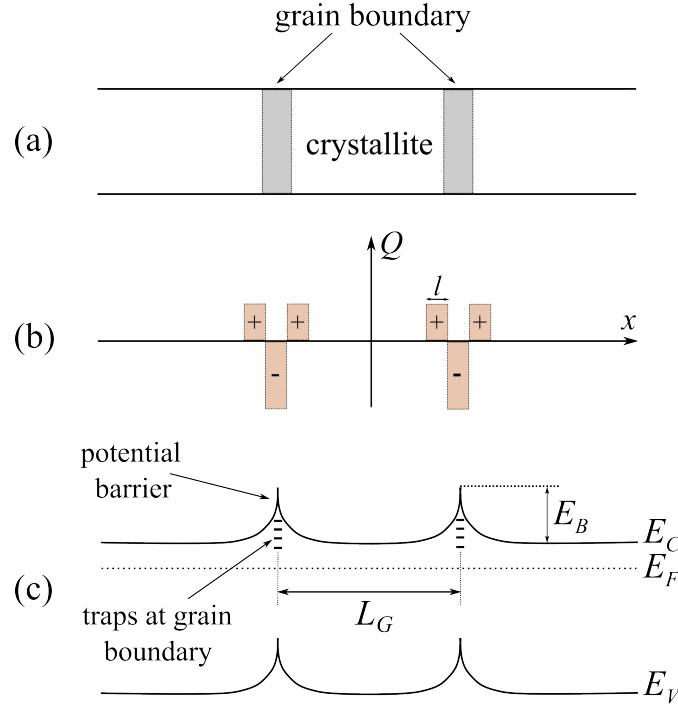 grain boundary
(a)
crystallite
Q
l
+ + + +
x
(b)
- -
potential
barrier
E_B
E_C
E_F
(c)
traps at grain
boundary
L_G
E_V